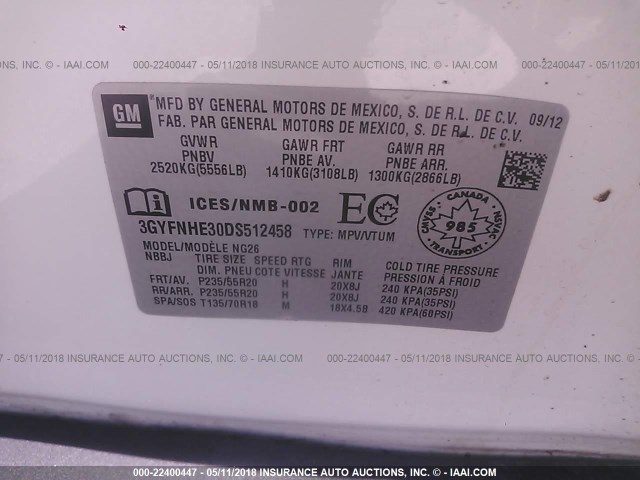 000-22400447 - 05/11/2018 INSURANCE AUTO AUCTIONS, INC. - © IAAI.COM
GM
MFD BY GENERAL MOTORS DE MEXICO, S. DE R.L. DE C.V. 09/12
FAB. PAR GENERAL MOTORS DE MEXICO, S. DE R.L. DE C.V.
GVWR GAWR FRT GAWR RR
PNBV PNBE AV. PNBE ARR.
2520KG(5556LB) 1410KG(3108LB) 1300KG(2866LB)
ICES/NMB-002 EC
CMVSS CANADA NSVAC
985
TRANSPORT
3GYFNHE30DS512458 TYPE: MPV/VTUM
MODEL/MODÈLE NG26
NBBJ TIRE SIZE SPEED RTG RIM COLD TIRE PRESSURE
DIM. PNEU COTE VITESSE JANTE PRESSION À FROID
FRT/AV. P235/55R20 H 20X8J 240 KPA(35PSI)
RR/ARR. P235/55R20 H 20X8J 240 KPA(35PSI)
SPA/SOS T135/70R18 M 18X4.5B 420 KPA(60PSI)
000-22400447 - 05/11/2018 INSURANCE AUTO AUCTIONS, INC. - © IAAI.COM
000-22400447 - 05/11/2018 INSURANCE AUTO AUCTIONS, INC. - © IAAI.COM